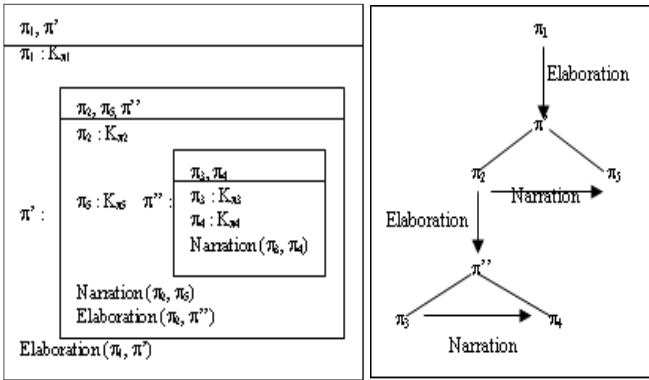 π₁, π’
π₁ : Kπ₁
π₂, π₅, π’’
π₂ : Kπ₂
π₃, π₄
π’ :
π₅ : Kπ₅ π’’ :
π₃ : Kπ₃
π₄ : Kπ₄
Narration (π₃, π₄)
Narration (π₂, π₅)
Elaboration (π₂, π’’)
Elaboration (π₁, π’)
π₁
Elaboration
π’
π₂
π₅
Narration
Elaboration
π’’
π₃
π₄
Narration